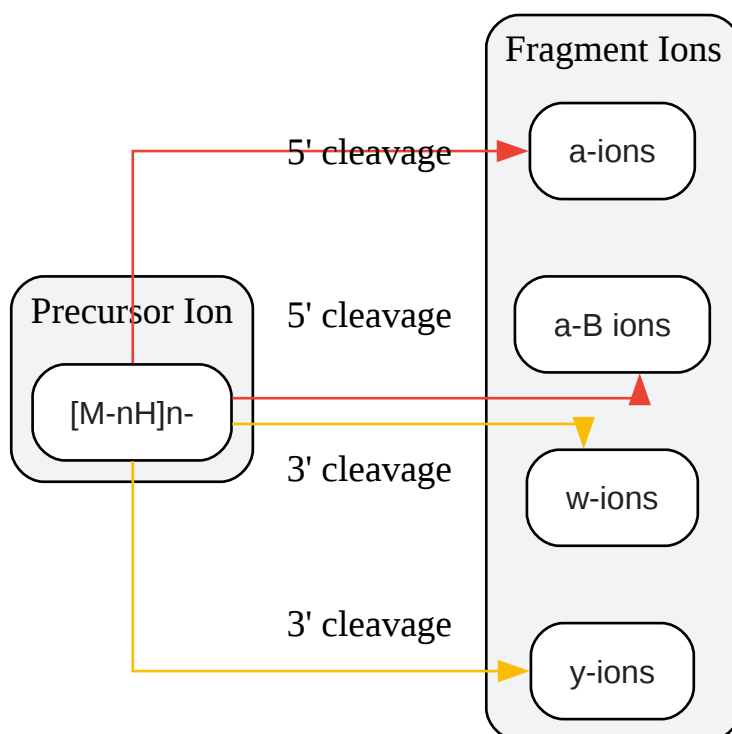 Fragment Ions
5' cleavage
a-ions
Precursor Ion
5' cleavage
a-B ions
[M-nH]n-
3' cleavage
w-ions
3' cleavage
y-ions